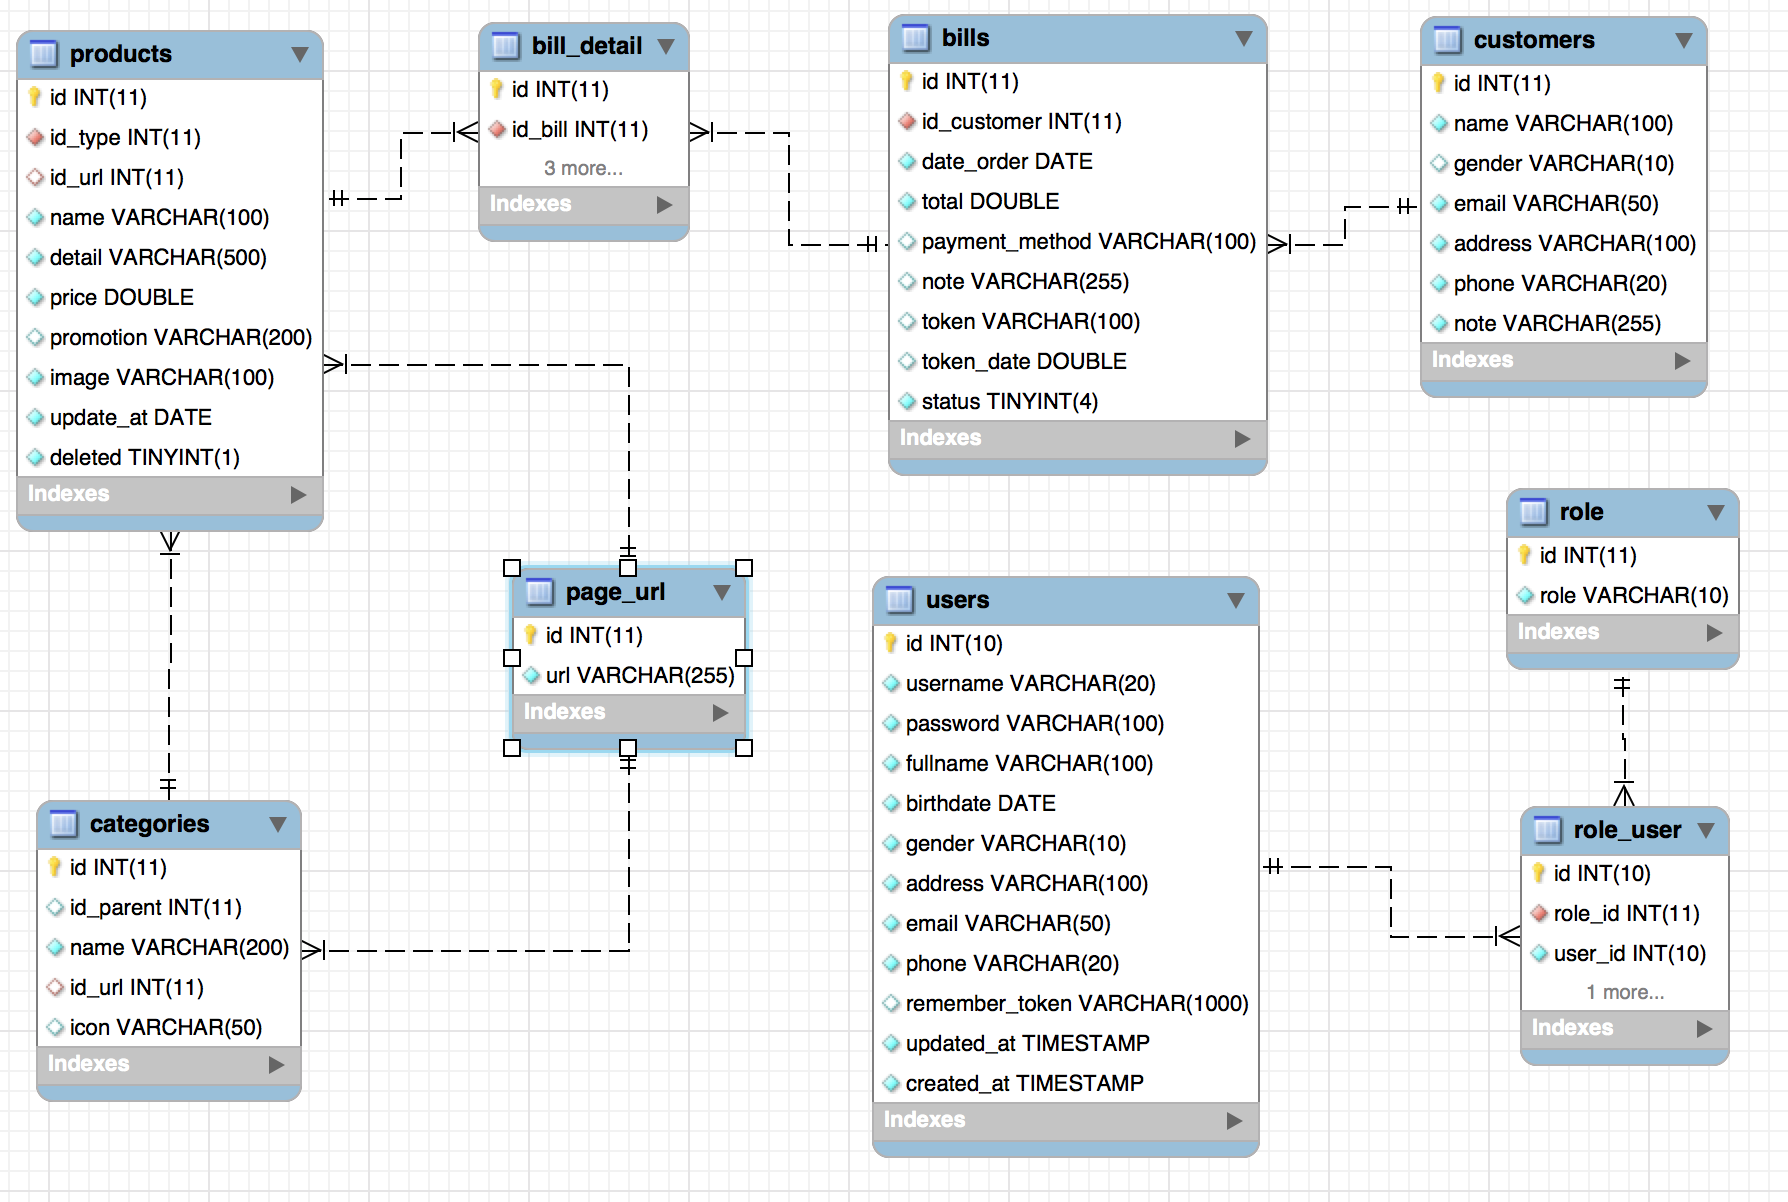 products
id INT(11)
id_type INT(11)
id_url INT(11)
name VARCHAR(100)
detail VARCHAR(500)
price DOUBLE
promotion VARCHAR(200)
image VARCHAR(100)
update_at DATE
deleted TINYINT(1)
Indexes
bill_detail
id INT(11)
id_bill INT(11)
3 more...
Indexes
bills
id INT(11)
id_customer INT(11)
date_order DATE
total DOUBLE
payment_method VARCHAR(100)
note VARCHAR(255)
token VARCHAR(100)
token_date DOUBLE
status TINYINT(4)
Indexes
customers
id INT(11)
name VARCHAR(100)
gender VARCHAR(10)
email VARCHAR(50)
address VARCHAR(100)
phone VARCHAR(20)
note VARCHAR(255)
Indexes
page_url
id INT(11)
url VARCHAR(255)
Indexes
categories
id INT(11)
id_parent INT(11)
name VARCHAR(200)
id_url INT(11)
icon VARCHAR(50)
Indexes
users
id INT(10)
username VARCHAR(20)
password VARCHAR(100)
fullname VARCHAR(100)
birthdate DATE
gender VARCHAR(10)
address VARCHAR(100)
email VARCHAR(50)
phone VARCHAR(20)
remember_token VARCHAR(1000)
updated_at TIMESTAMP
created_at TIMESTAMP
Indexes
role
id INT(11)
role VARCHAR(10)
Indexes
role_user
id INT(10)
role_id INT(11)
user_id INT(10)
1 more...
Indexes